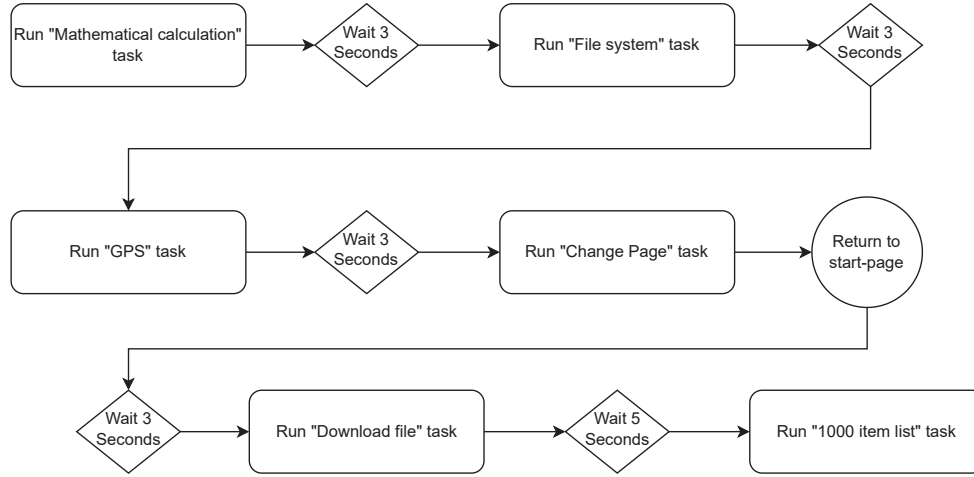 Run "Mathematical calculation"
task
Wait 3
Seconds
Run "File system" task
Wait 3
Seconds
Run "GPS" task
Wait 3
Seconds
Run "Change Page" task
Return to
start-page
Wait 3
Seconds
Run "Download file" task
Wait 5
Seconds
Run "1000 item list" task